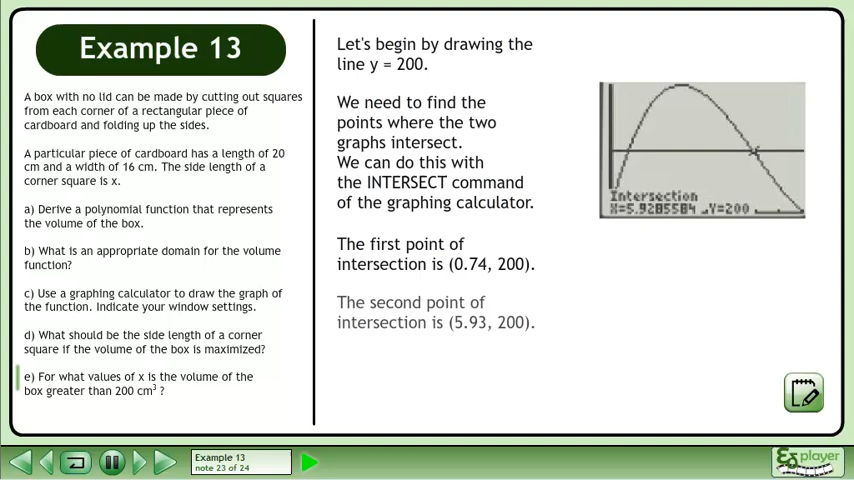 Example 13
A box with no lid can be made by cutting out squares
from each corner of a rectangular piece of
cardboard and folding up the sides.
A particular piece of cardboard has a length of 20
cm and a width of 16 cm. The side length of a
corner square is x.
a) Derive a polynomial function that represents
the volume of the box.
b) What is an appropriate domain for the volume
function?
c) Use a graphing calculator to draw the graph of
the function. Indicate your window settings.
d) What should be the side length of a corner
square if the volume of the box is maximized?
e) For what values of x is the volume of the
box greater than 200 cm³ ?
Let's begin by drawing the
line y = 200.
We need to find the
points where the two
graphs intersect.
We can do this with
the INTERSECT command
of the graphing calculator.
The first point of
intersection is (0.74, 200).
The second point of
intersection is (5.93, 200).
Intersection
X=5.9285584 Y=200
Example 13
note 23 of 24
player